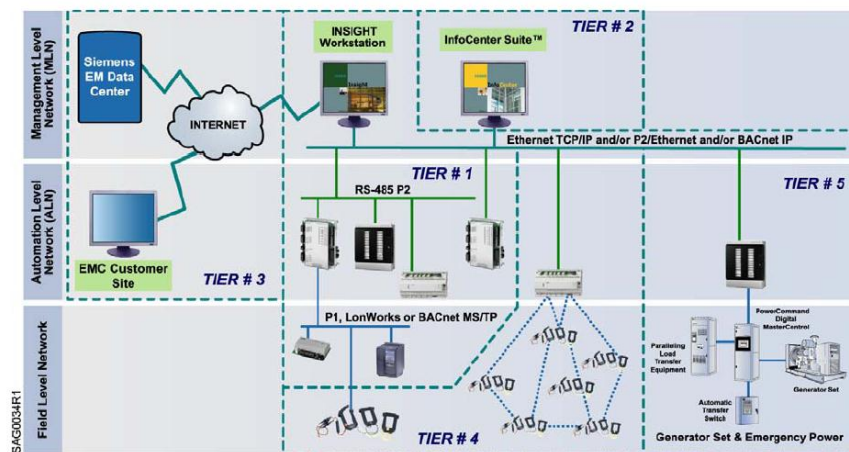 Management Level
Network (MLN)
Siemens
EM Data
Center
INTERNET
INSIGHT
Workstation
Insight
InfoCenter Suite™
TIER # 2
Ethernet TCP/IP and/or P2/Ethernet and/or BACnet IP
Automation Level
Network (ALN)
EMC Customer
Site
TIER # 3
TIER # 1
RS-485 P2
TIER # 5
Field Level Network
P1, LonWorks or BACnet MS/TP
TIER # 4
PowerCommand
Digital
MasterControl
Paralleling
Load
Transfer
Equipment
Generator Set
Automatic
Transfer
Switch
Generator Set & Emergency Power
SAG0034R1